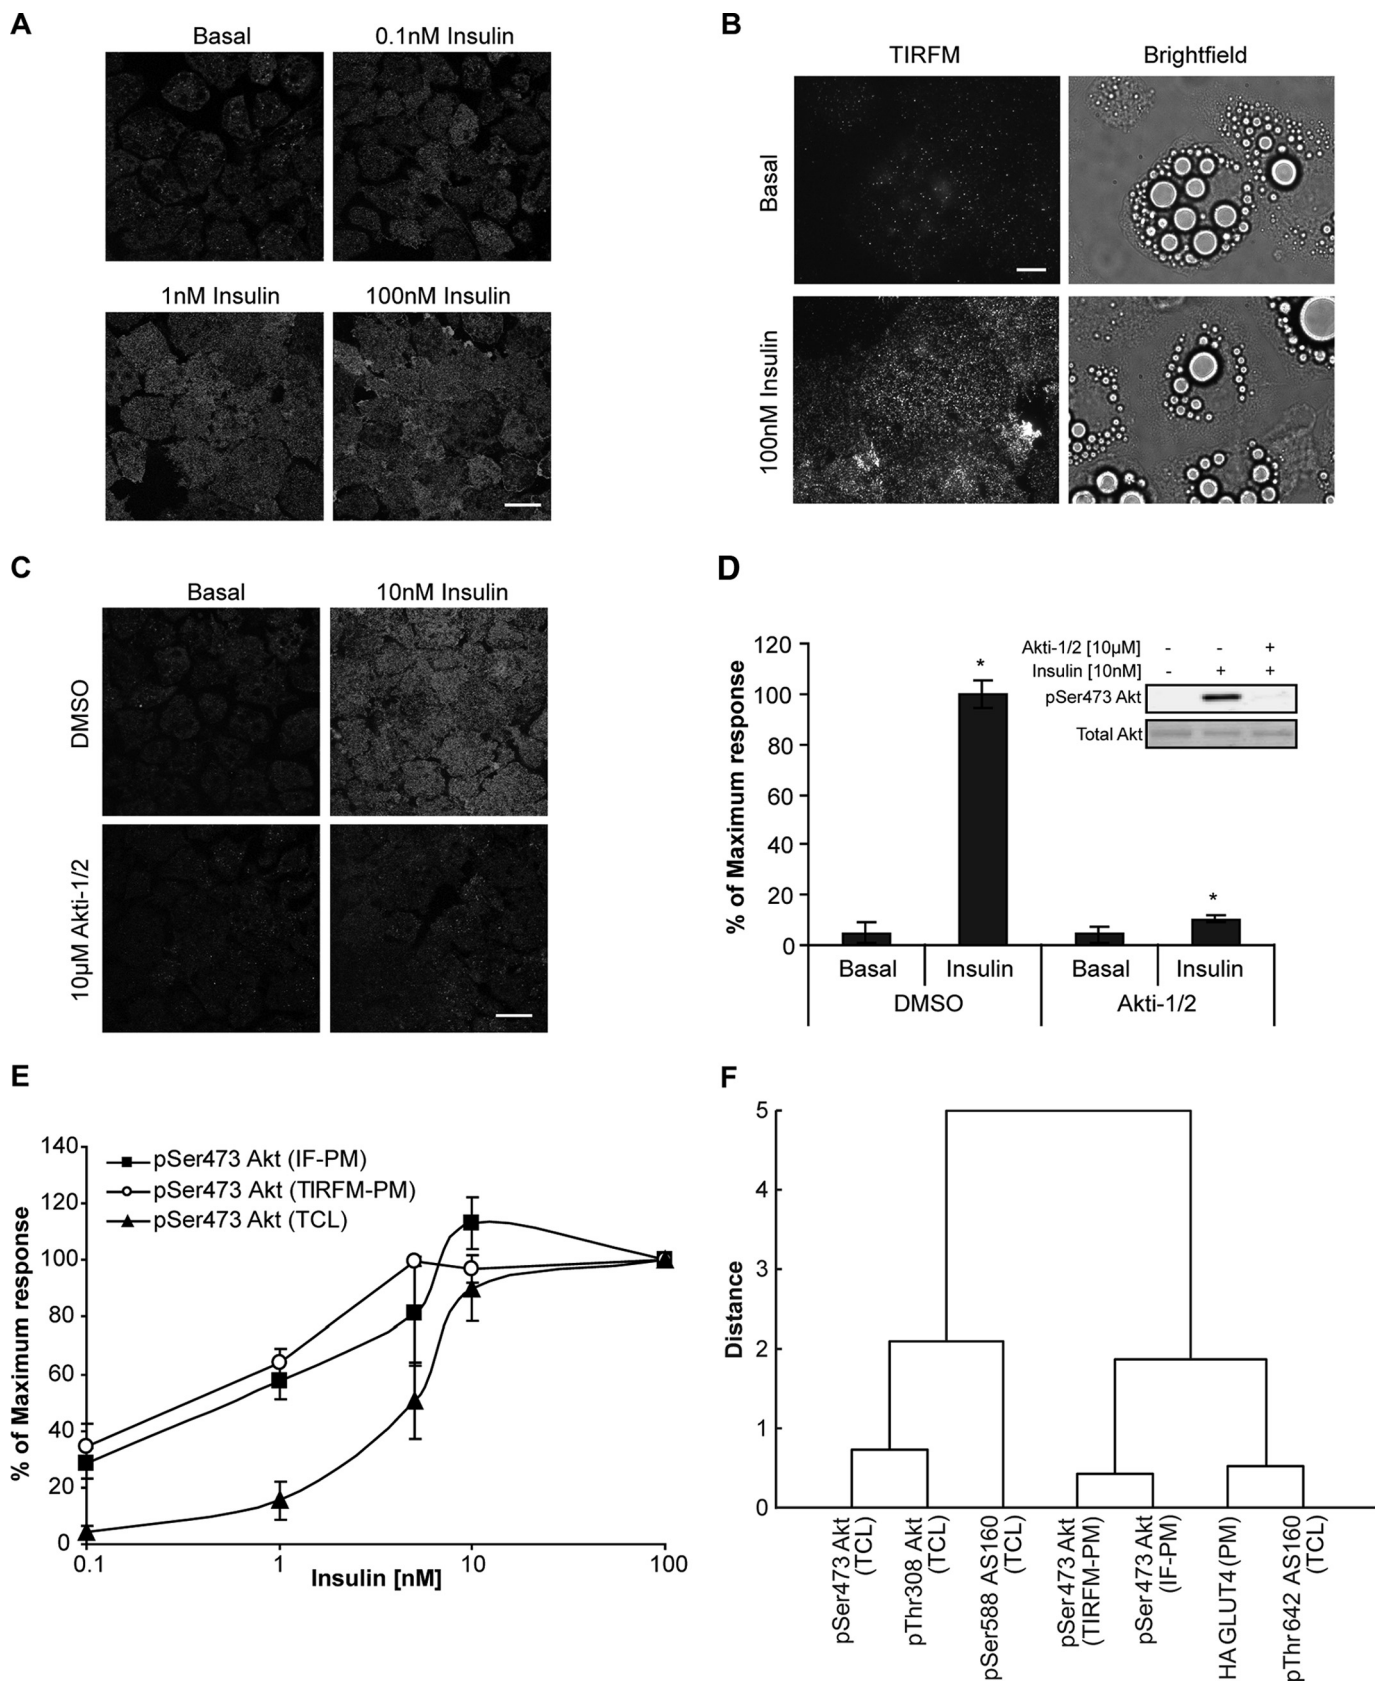 A
Basal
0.1nM Insulin
1nM Insulin
100nM Insulin
B
TIRFM
Brightfield
Basal
100nM Insulin
C
Basal
10nM Insulin
DMSO
10µM Akti-1/2
D
% of Maximum response
120
100
80
60
40
20
0
*
*
Akti-1/2 [10µM] - - +
Insulin [10nM] - + +
pSer473 Akt
Total Akt
Basal
Insulin
Basal
Insulin
DMSO
Akti-1/2
E
% of Maximum response
140
120
100
80
60
40
20
0
pSer473 Akt (IF-PM)
pSer473 Akt (TIRFM-PM)
pSer473 Akt (TCL)
0.1
1
10
100
Insulin [nM]
F
Distance
5
4
3
2
1
0
pSer473 Akt
(TCL)
pThr308 Akt
(TCL)
pSer588 AS160
(TCL)
pSer473 Akt
(TIRFM-PM)
pSer473 Akt
(IF-PM)
HA GLUT4 (PM)
pThr642 AS160
(TCL)